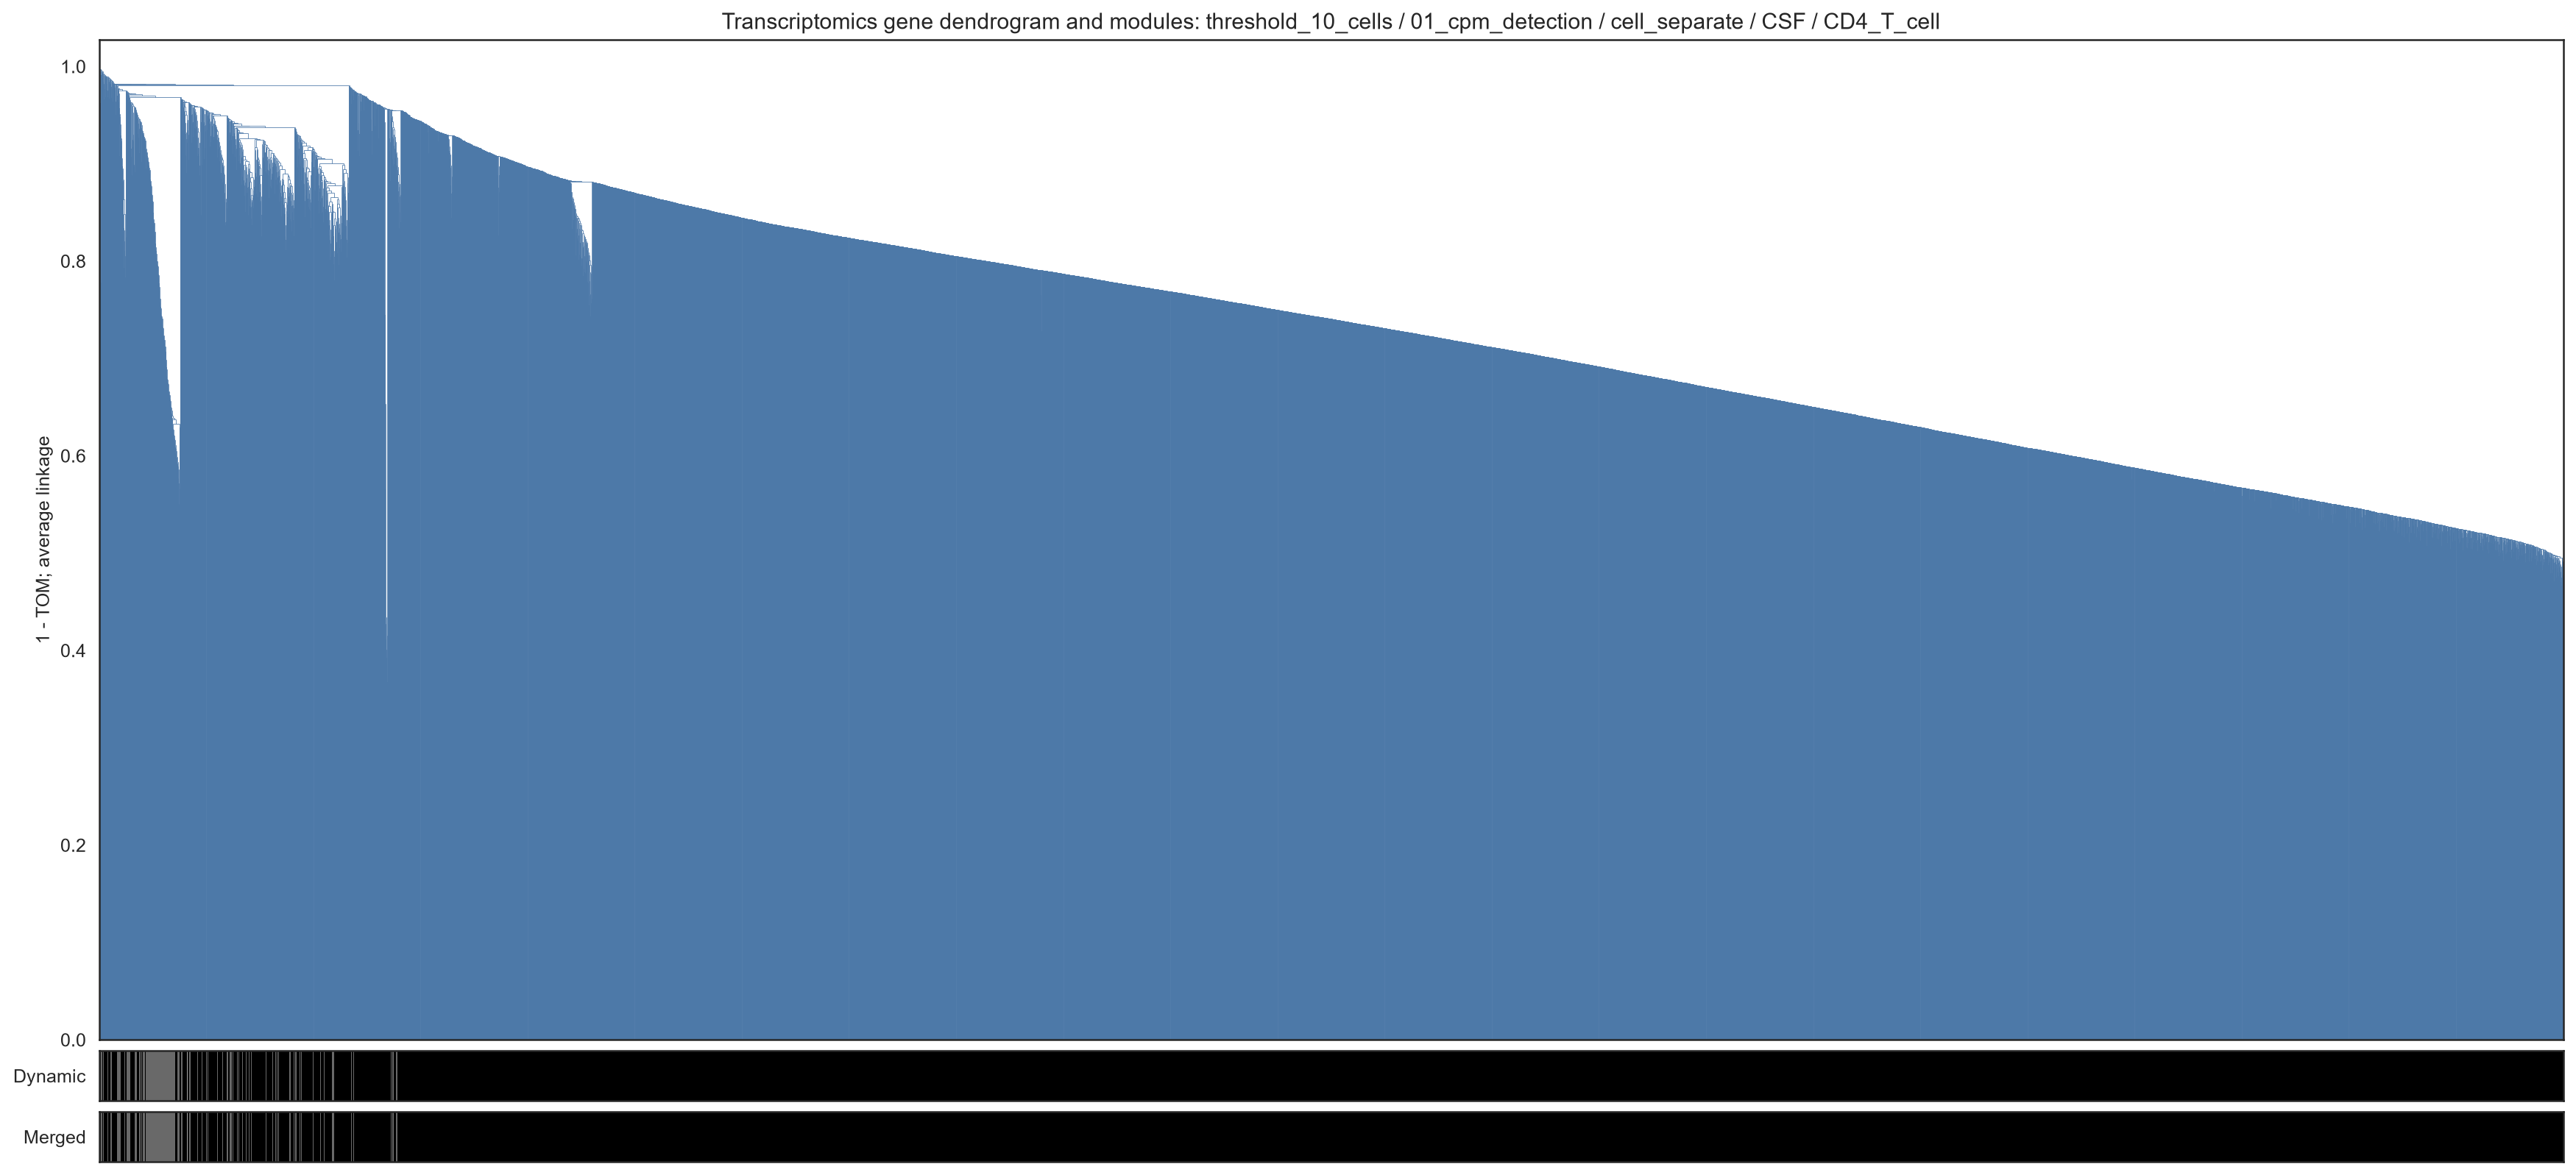 Transcriptomics gene dendrogram and modules: threshold_10_cells / 01_cpm_detection / cell_separate / CSF / CD4_T_cell
1.0
0.8
0.6
0.4
0.2
0.0
1 - TOM; average linkage
Dynamic
Merged